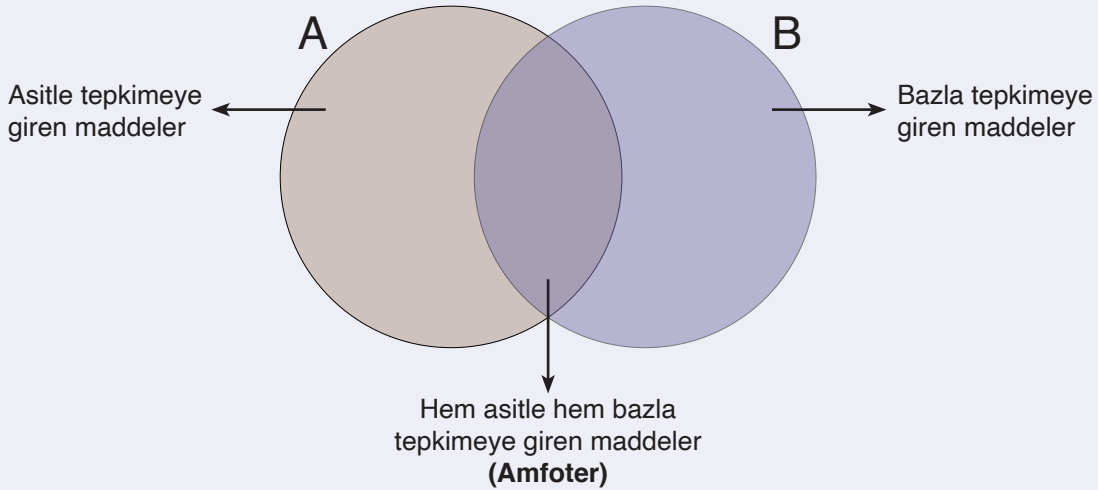 A
B
Asitle tepkimeye
giren maddeler
Bazla tepkimeye
giren maddeler
Hem asitle hem bazla
tepkimeye giren maddeler
(Amfoter)